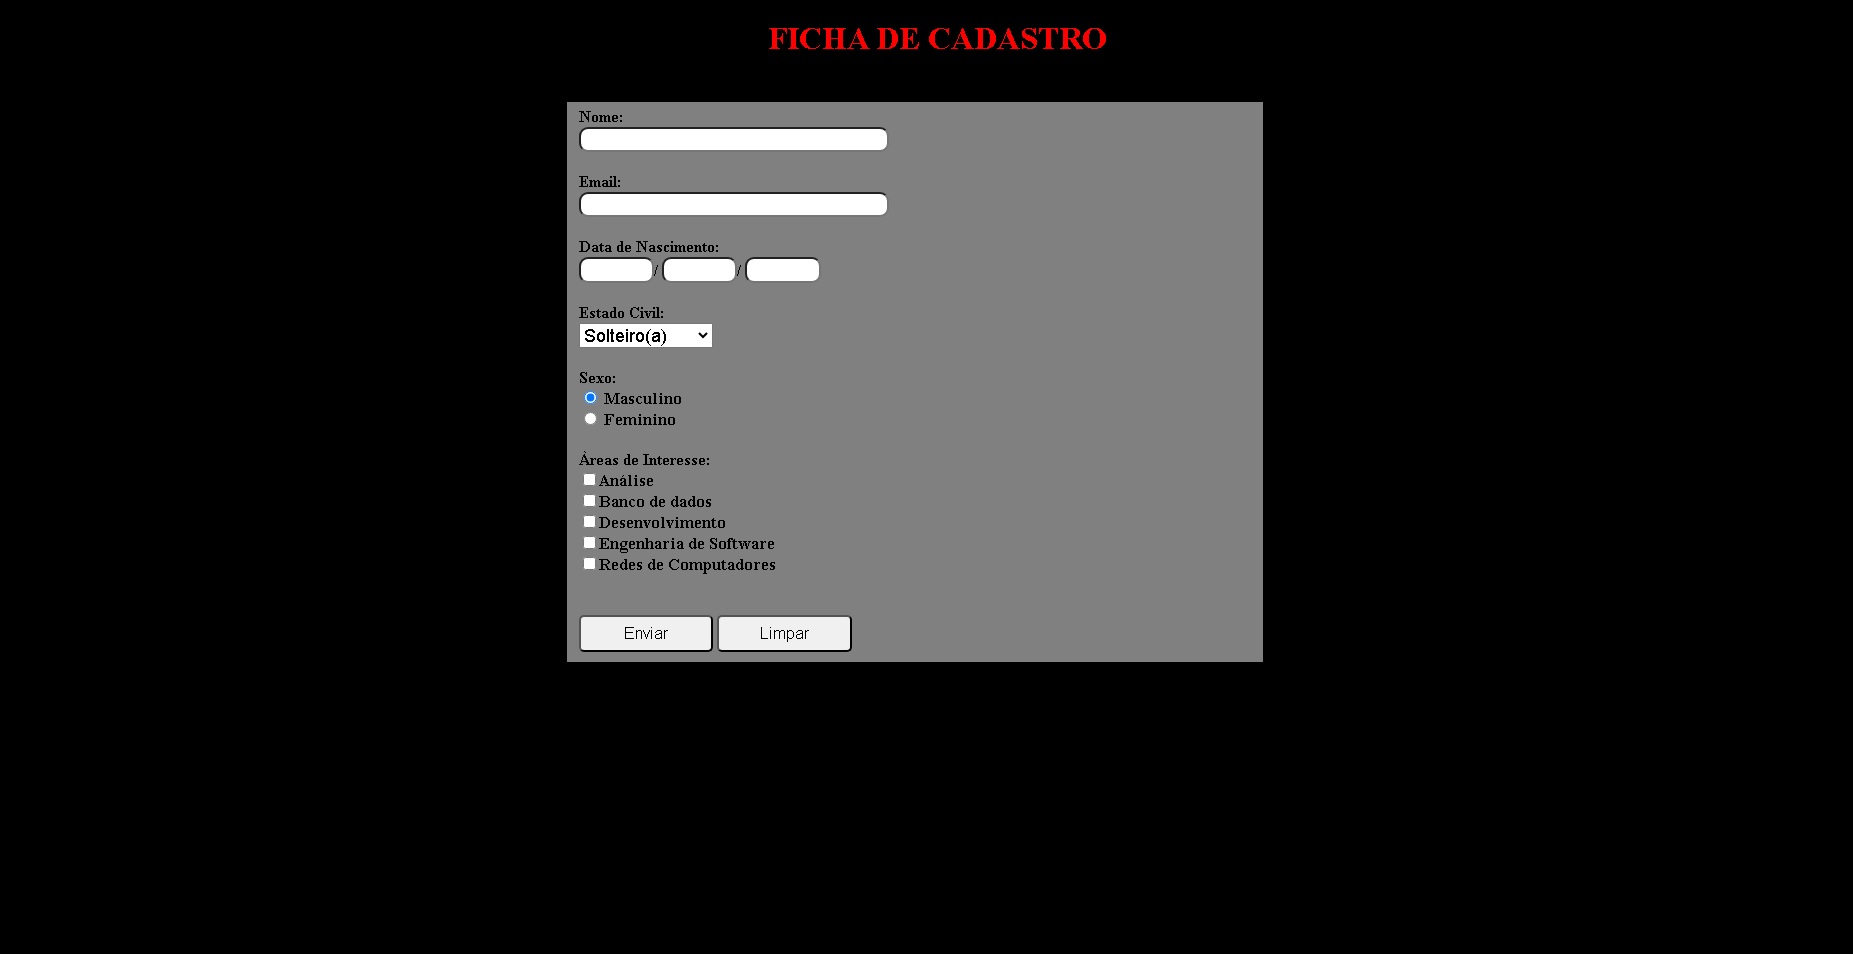 FICHA DE CADASTRO
Nome:
Email:
Data de Nascimento:
/ /
Estado Civil:
Solteiro(a)
Sexo:
Masculino
Feminino
Áreas de Interesse:
Análise
Banco de dados
Desenvolvimento
Engenharia de Software
Redes de Computadores
Enviar Limpar